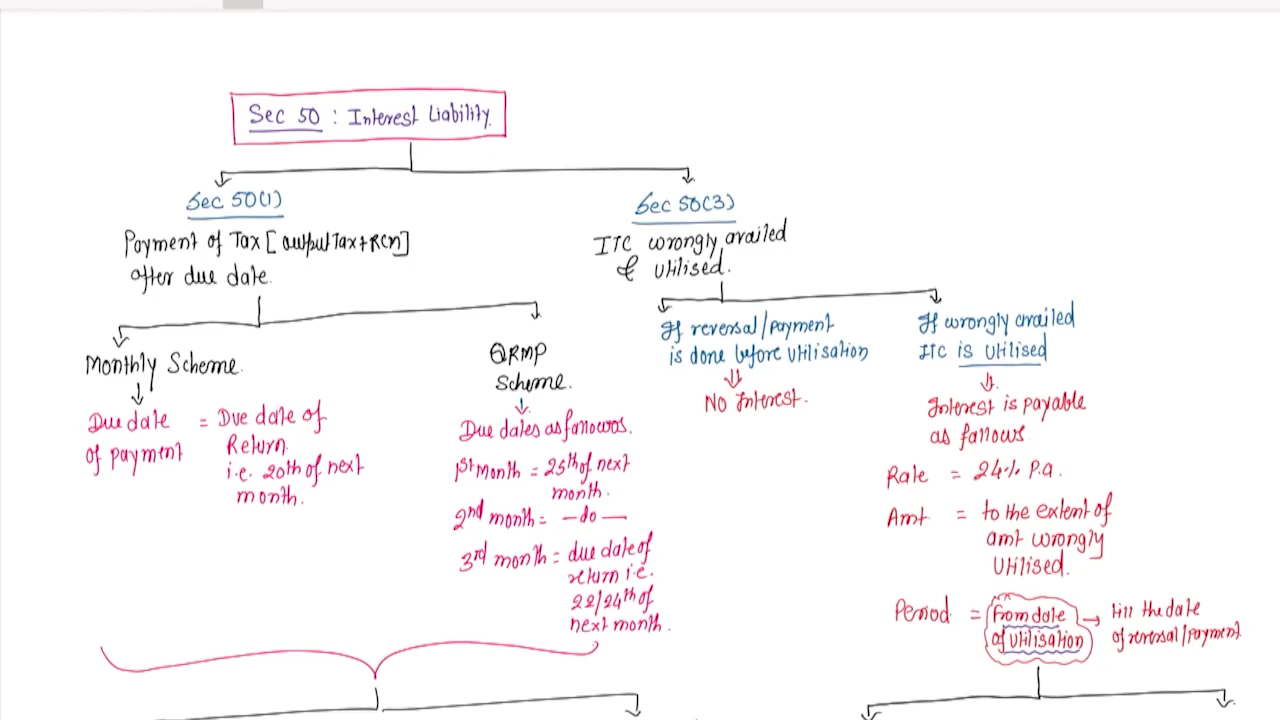 Sec 50 : Interest Liability.
Sec 50(1)
Payment of Tax [output Tax + RCM]
after due date.
Monthly Scheme.
Due date of payment = Due date of
Return.
i.e. 20th of next
month.
QRMP
Scheme.
Due dates as follows.
1st month = 25th of next
month.
2nd month = —do—
3rd month = due date of
return i.e.
22/24th of
next month.
Sec 50(3)
ITC wrongly availed
& Utilised.
If reversal/payment
is done before utilisation
NO Interest.
If wrongly availed
ITC is Utilised
Interest is payable
as follows
Rate = 24% p.a.
Amt = to the extent of
amt wrongly
Utilised.
Period = from date
of Utilisation
→ till the date
of reversal/payment.